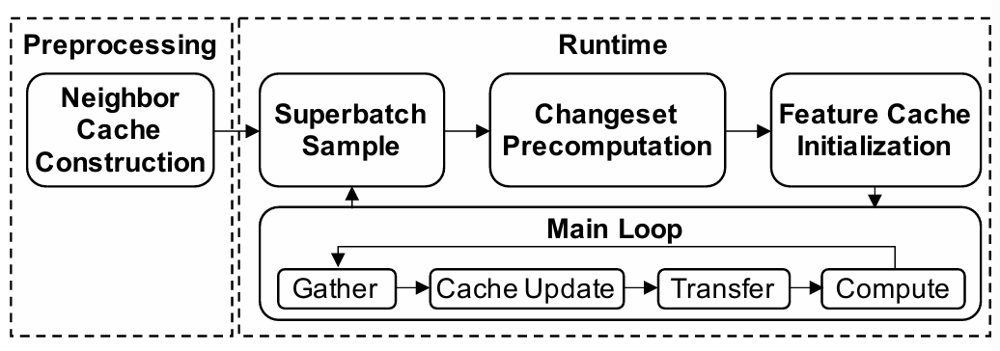 Preprocessing
Neighbor
Cache
Construction
Runtime
Superbatch
Sample
Changeset
Precomputation
Feature Cache
Initialization
Main Loop
Gather
Cache Update
Transfer
Compute